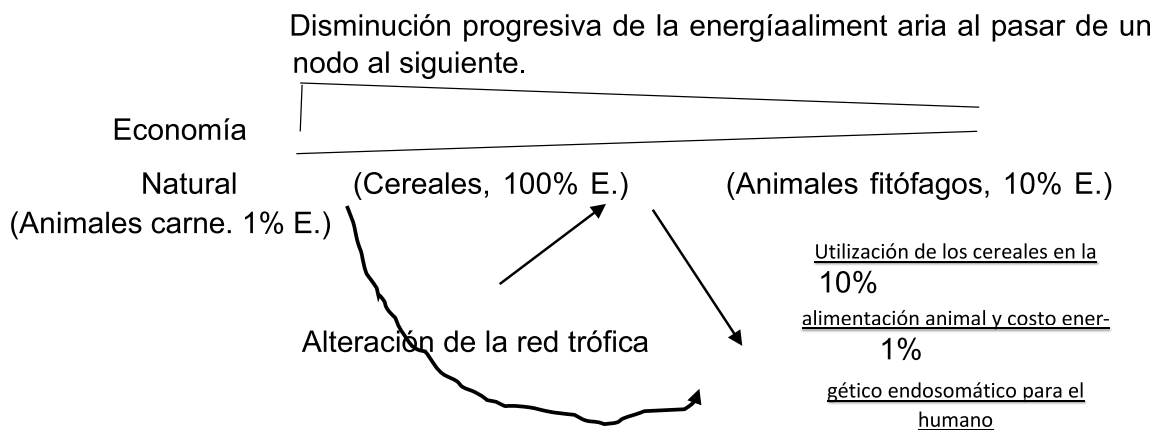 Disminución progresiva de la energíaaliment aria al pasar de un
nodo al siguiente.
Economía
Natural (Cereales, 100% E.) (Animales fitófagos, 10% E.)
(Animales carne. 1% E.)
Utilización de los cereales en la
10%
Alteración de la red trófica
alimentación animal y costo ener-
1%
gético endosomático para el
humano